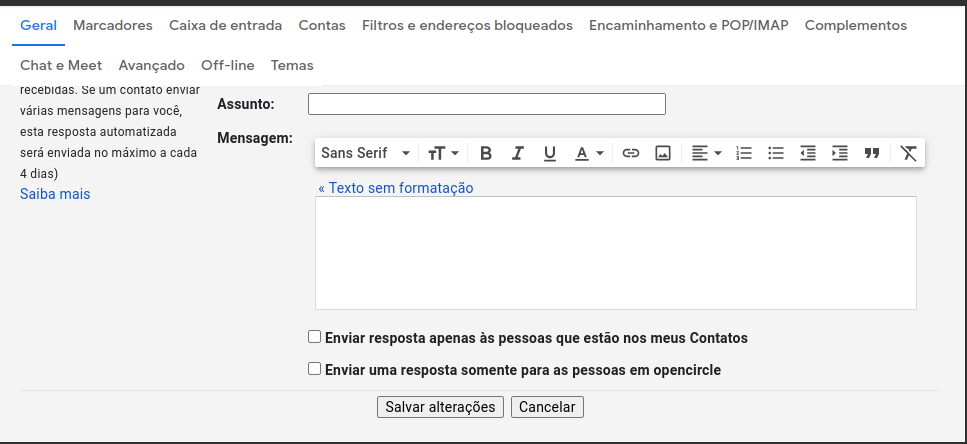 Geral Marcadores Caixa de entrada Contas Filtros e endereços bloqueados Encaminhamento e POP/IMAP Complementos
Chat e Meet Avançado Off-line Temas
recebidas. Se um contato enviar
várias mensagens para você,
esta resposta automatizada
será enviada no máximo a cada
4 dias)
Saiba mais
Assunto:
Mensagem:
Sans Serif
« Texto sem formatação
Enviar resposta apenas às pessoas que estão nos meus Contatos
Enviar uma resposta somente para as pessoas em opencircle
Salvar alterações Cancelar